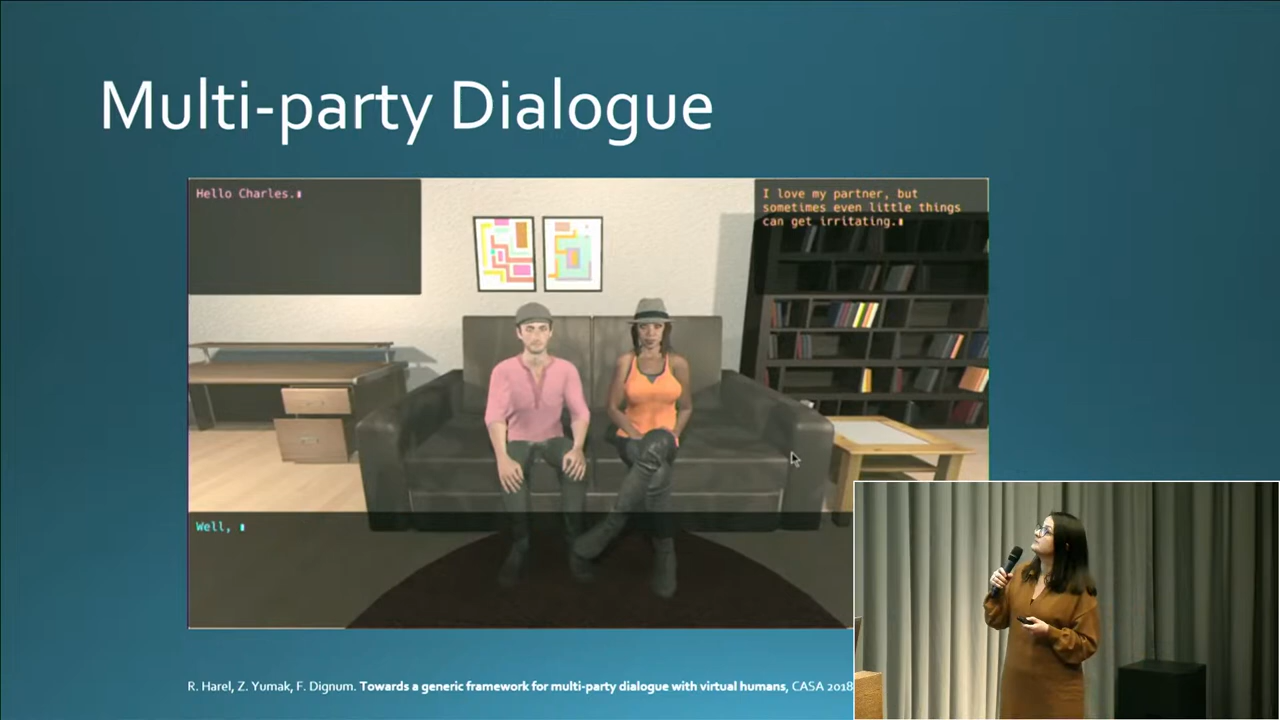 Multi-party Dialogue
Hello Charles.
I love my partner, but
sometimes even little things
can get irritating.
Well,
R. Harel, Z. Yumak, F. Dignum. Towards a generic framework for multi-party dialogue with virtual humans, CASA 2018